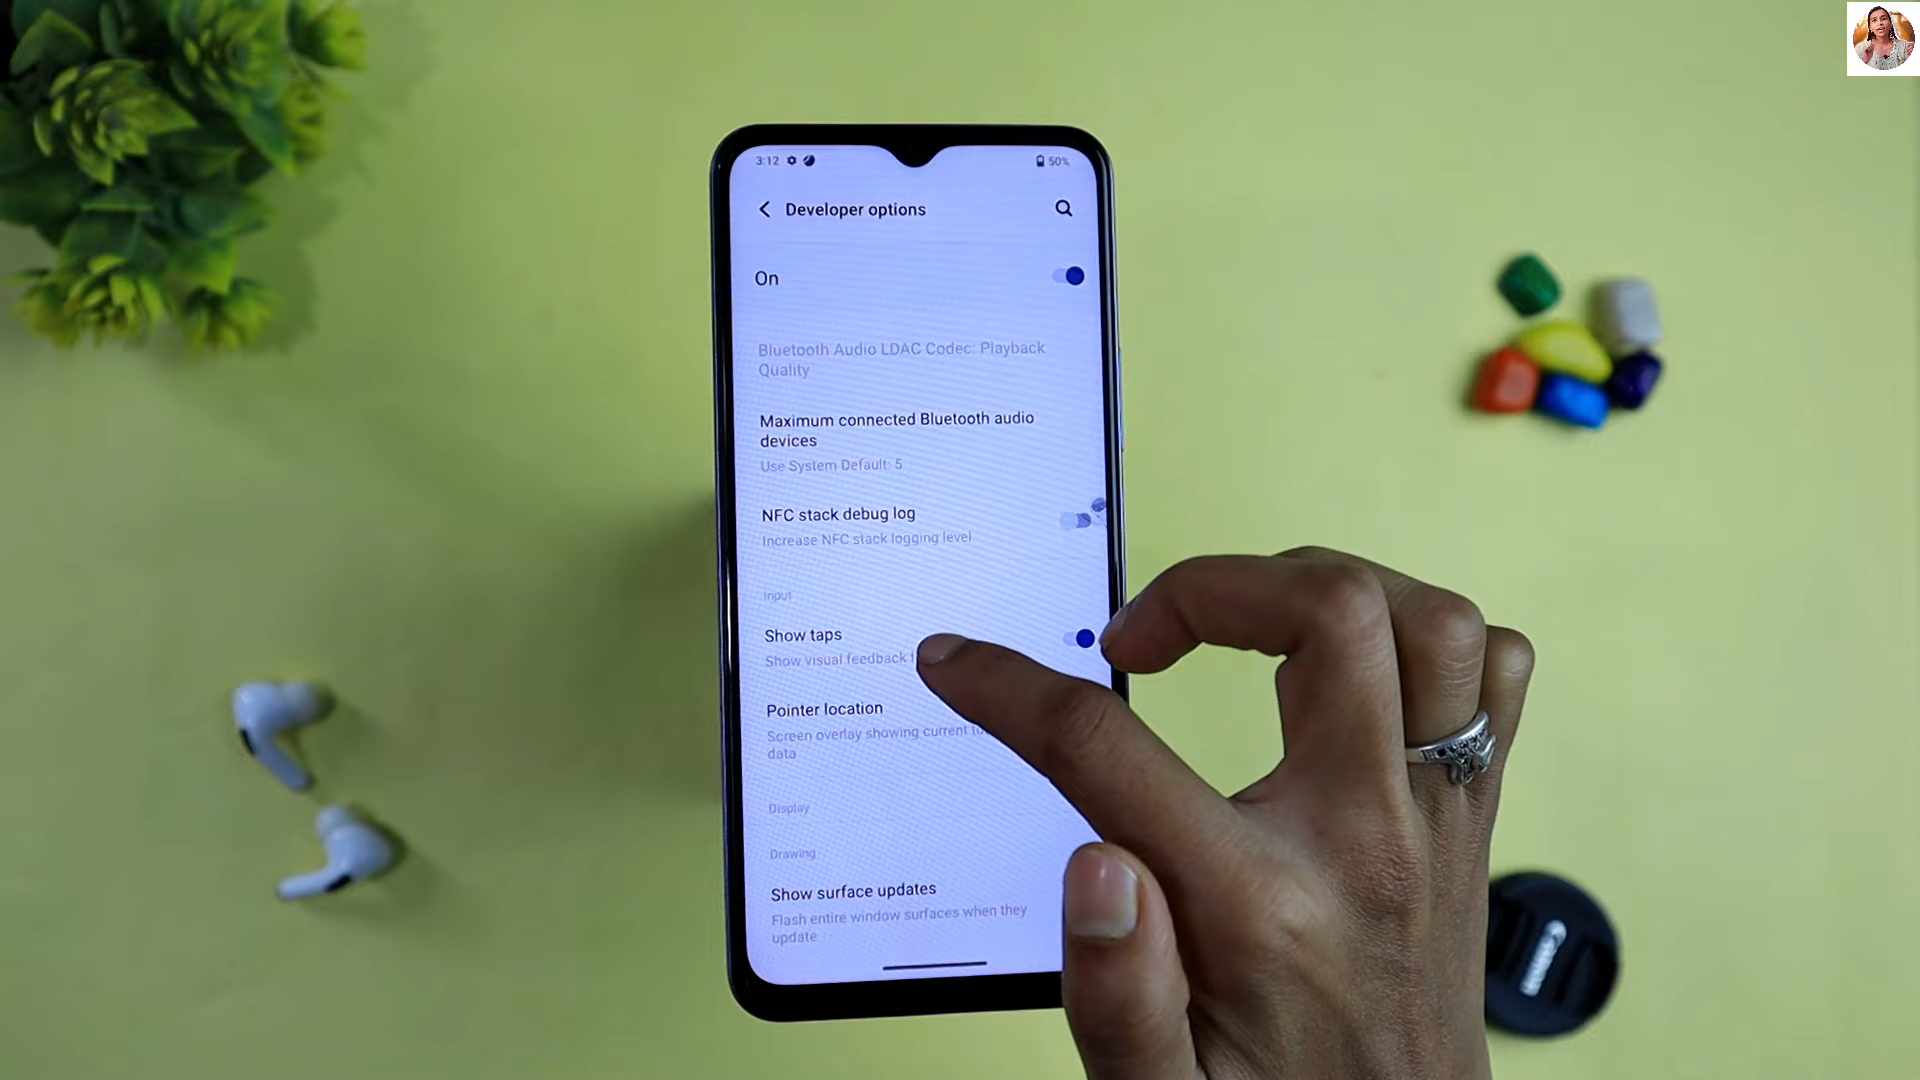 3:12 50%
Developer options
On
Bluetooth Audio LDAC Codec: Playback
Quality
Maximum connected Bluetooth audio
devices
Use System Default: 5
NFC stack debug log
Increase NFC stack logging level
Input
Show taps
Show visual feedback
Pointer location
Screen overlay showing current
data
Display
Drawing
Show surface updates
Flash entire window surfaces when they
update
Canon